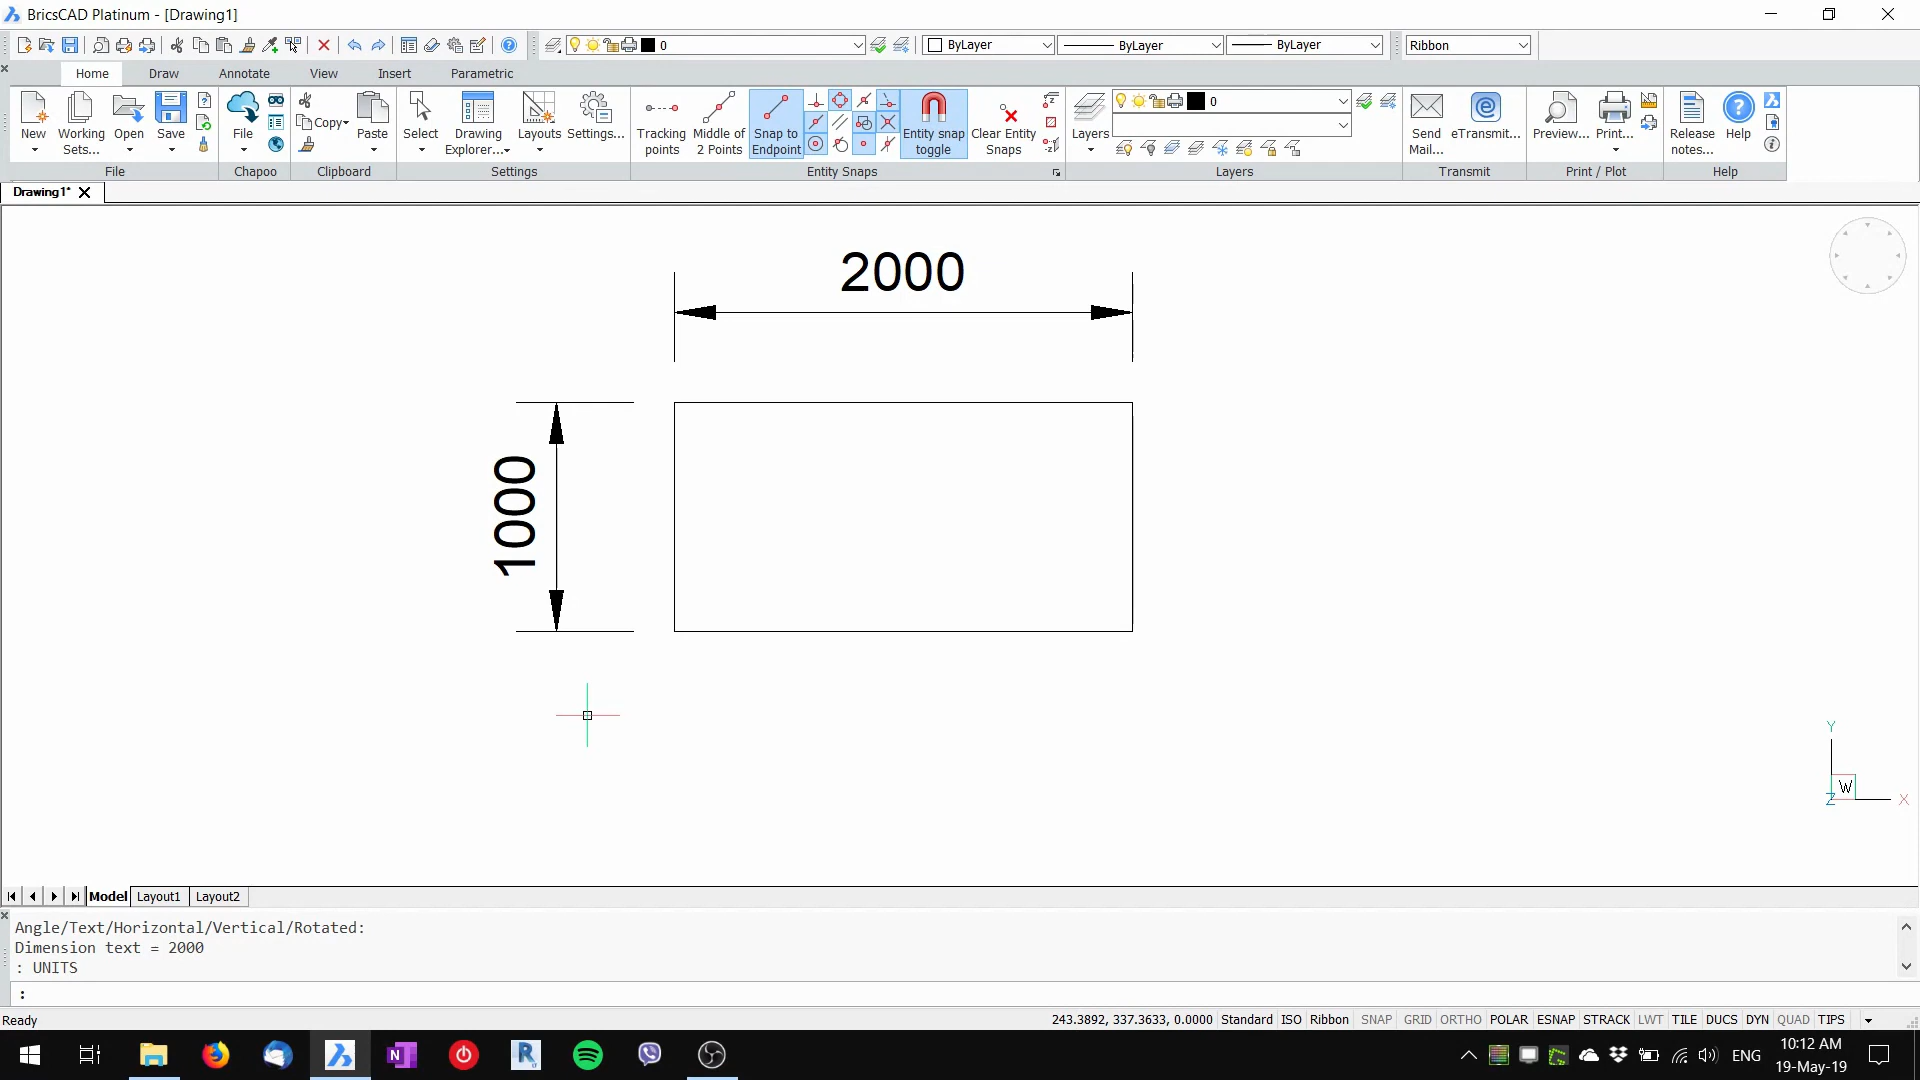 BricsCAD Platinum - [Drawing1]
0
ByLayer
ByLayer
ByLayer
Ribbon
Home
Draw
Annotate
View
Insert
Parametric
New
Working
Sets...
Open
Save
File
Copy
Paste
Select
Drawing
Explorer...
Layouts
Settings...
Tracking
points
Middle of
2 Points
Snap to
Endpoint
Entity snap
toggle
Clear Entity
Snaps
Layers
0
Send
Mail...
eTransmit...
Preview...
Print...
Release
notes...
Help
File
Chapoo
Clipboard
Settings
Entity Snaps
Layers
Transmit
Print / Plot
Help
Drawing1*
2000
1000
Y
W
Z
X
Model
Layout1
Layout2
Angle/Text/Horizontal/Vertical/Rotated:
Dimension text = 2000
: UNITS
:
Ready
243.3892, 337.3633, 0.0000
Standard
ISO
Ribbon
SNAP
GRID
ORTHO
POLAR
ESNAP
STRACK
LWT
TILE
DUCS
DYN
QUAD
TIPS
ENG
10:12 AM
19-May-19